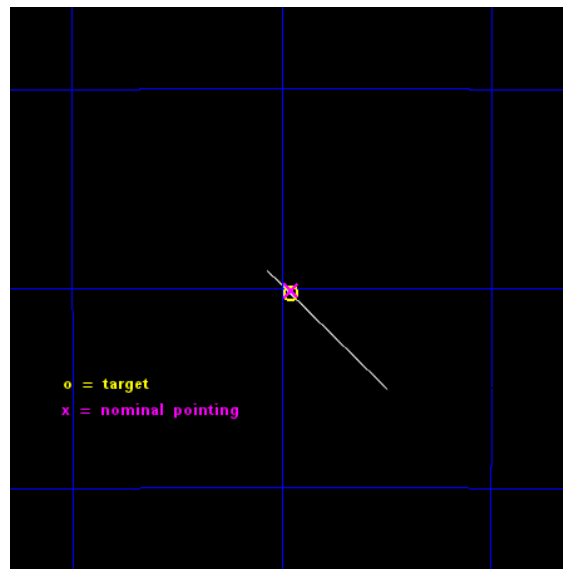 o = target
x = nominal pointing